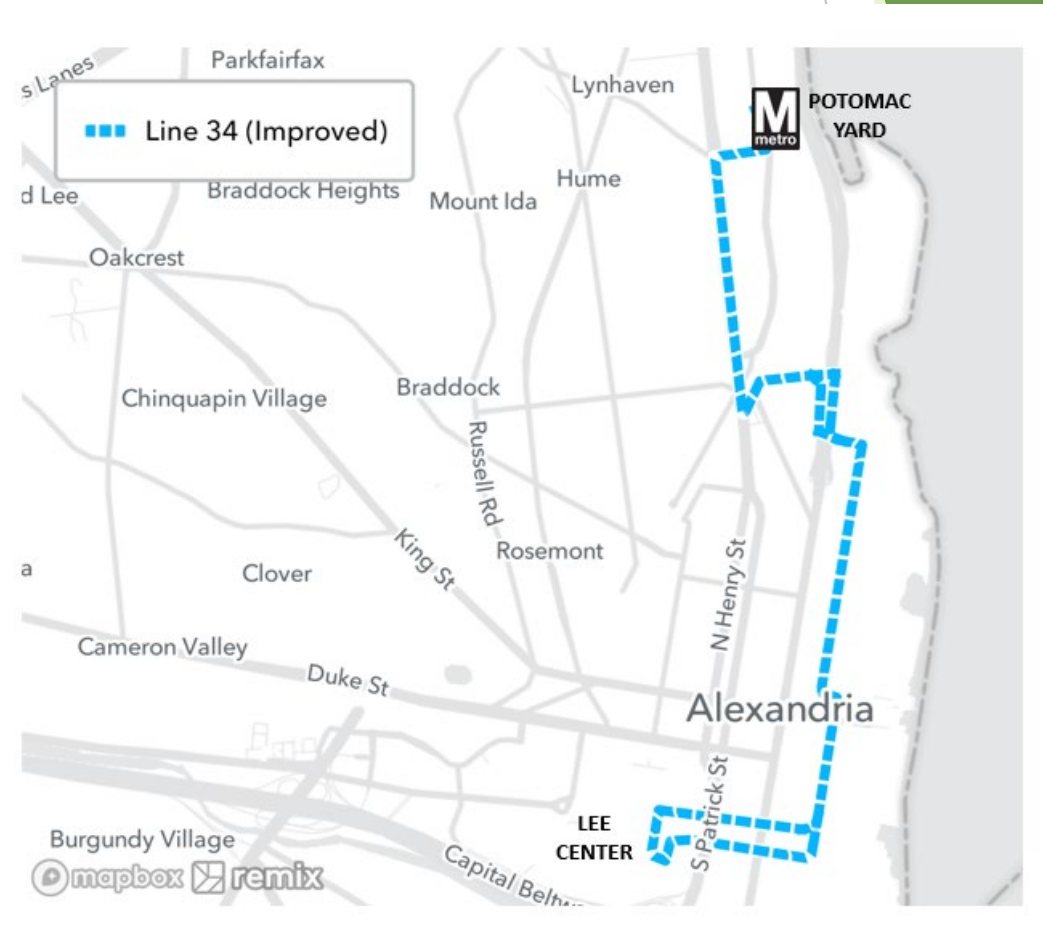 s Lanes
Parkfairfax
Lynhaven
Line 34 (Improved)
M
metro
POTOMAC
YARD
d Lee
Braddock Heights
Mount Ida
Hume
Oakcrest
Chinquapin Village
Braddock
Russell Rd
King St
Rosemont
N Henry St
a
Clover
Cameron Valley
Duke St
Alexandria
S Patrick St
LEE
CENTER
Burgundy Village
Capital Beltw
mapbox remix